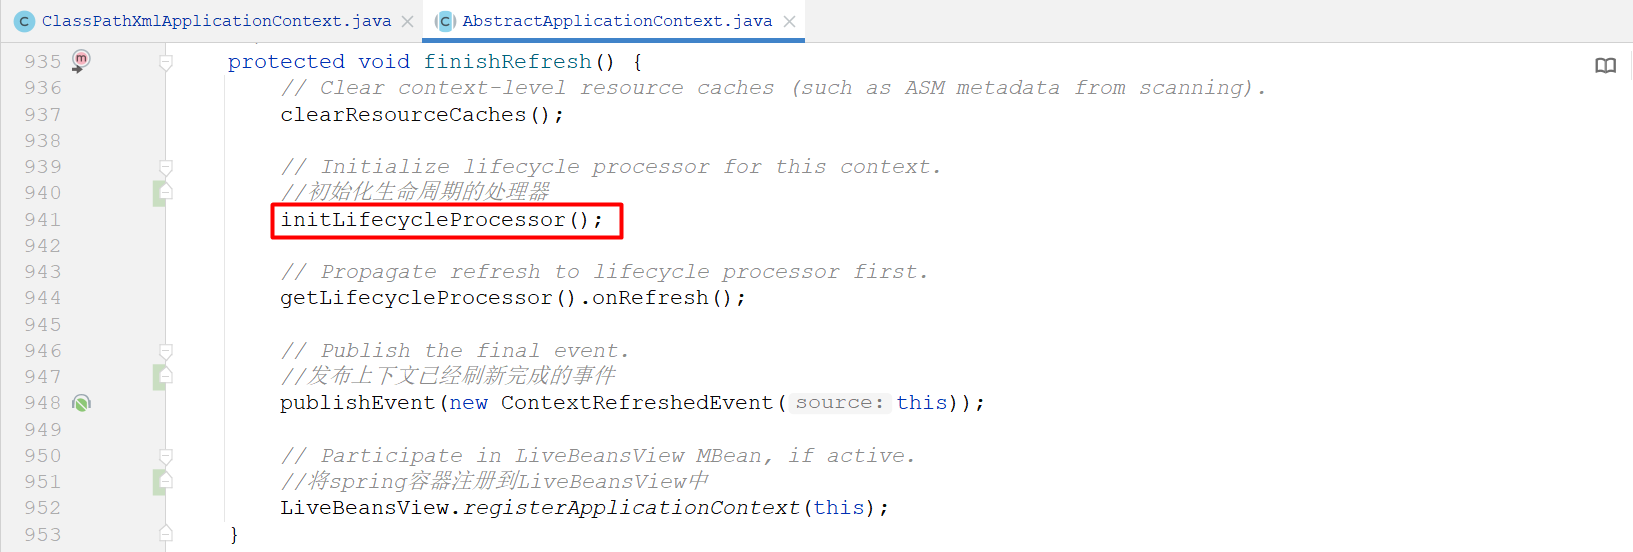 ClassPathXmlApplicationContext.java AbstractApplicationContext.java
935 protected void finishRefresh() {
936 // Clear context-level resource caches (such as ASM metadata from scanning).
937 clearResourceCaches();
938
939 // Initialize lifecycle processor for this context.
940 //初始化生命周期的处理器
941 initLifecycleProcessor();
942
943 // Propagate refresh to lifecycle processor first.
944 getLifecycleProcessor().onRefresh();
945
946 // Publish the final event.
947 //发布上下文已经刷新完成的事件
948 publishEvent(new ContextRefreshedEvent( source: this));
949
950 // Participate in LiveBeansView MBean, if active.
951 //将spring容器注册到LiveBeansView中
952 LiveBeansView.registerApplicationContext(this);
953 }